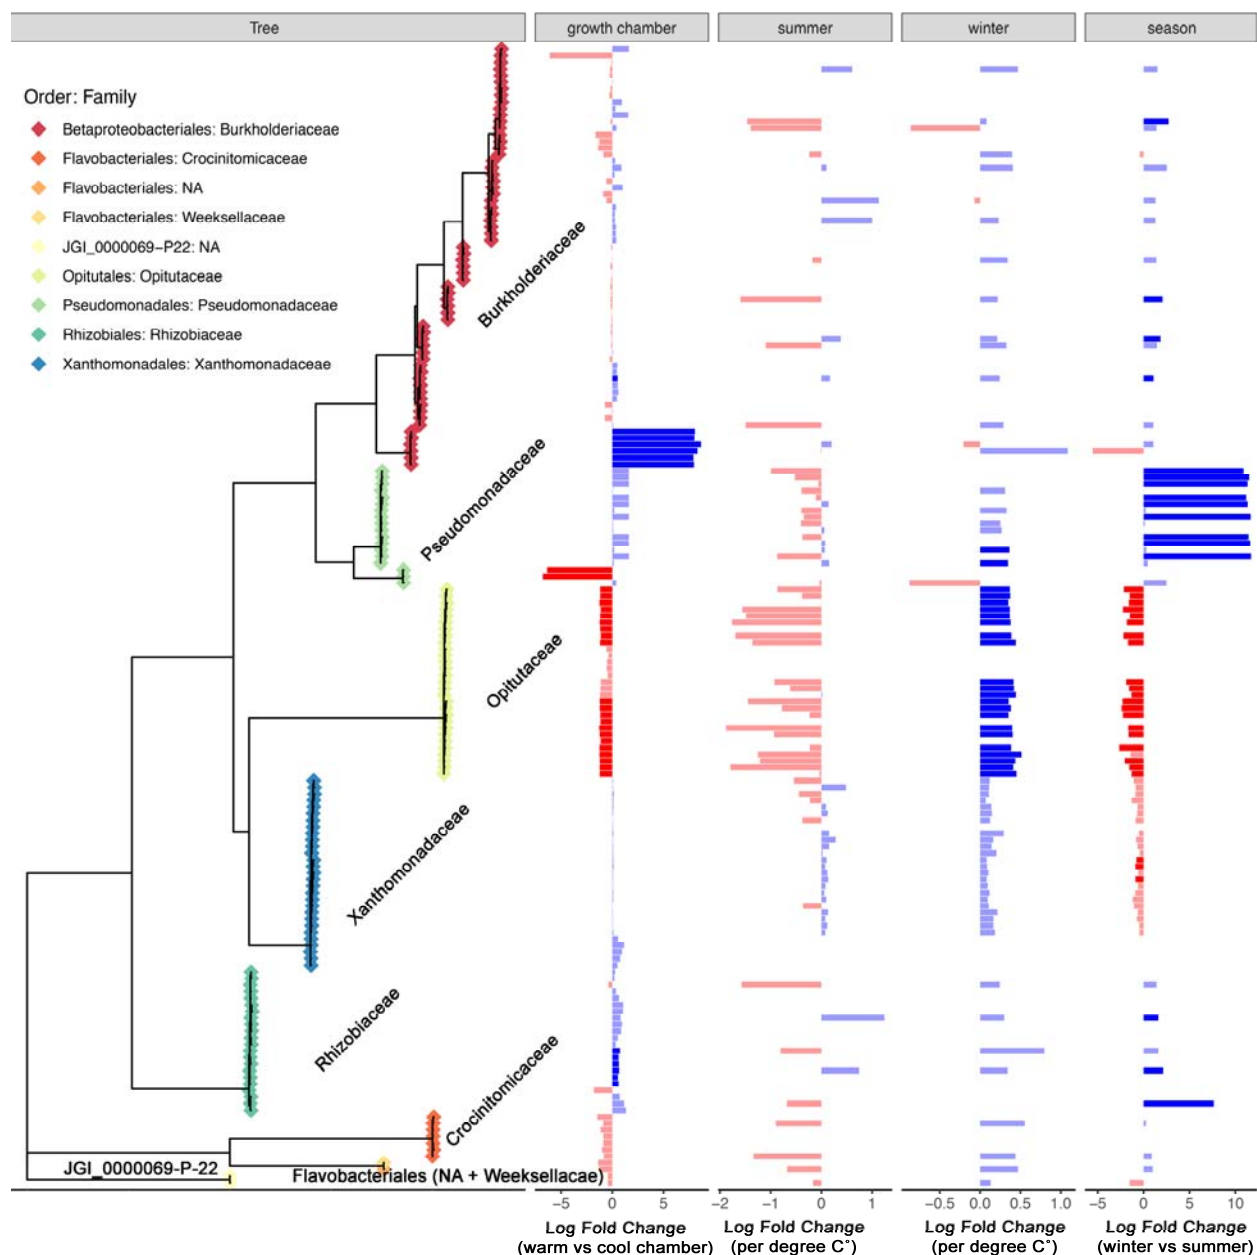 Tree
growth chamber
summer
winter
season
Order: Family
Betaproteobacteriales: Burkholderiaceae
Flavobacteriales: Crocinitomicaceae
Flavobacteriales: NA
Flavobacteriales: Weeksellaceae
JGI_0000069−P22: NA
Opitutales: Opitutaceae
Pseudomonadales: Pseudomonadaceae
Rhizobiales: Rhizobiaceae
Xanthomonadales: Xanthomonadaceae
Burkholderiaceae
Pseudomonadaceae
Opitutaceae
Xanthomonadaceae
Rhizobiaceae
Crocinitomicaceae
JGI_0000069-P-22
Flavobacteriales (NA + Weeksellacae)
−5 0 5
−2 −1 0 1
−0.5 0.0 0.5 1.0
−5 0 5 10
Log Fold Change
(warm vs cool chamber)
Log Fold Change
(per degree C˚)
Log Fold Change
(per degree C˚)
Log Fold Change
(winter vs summer)